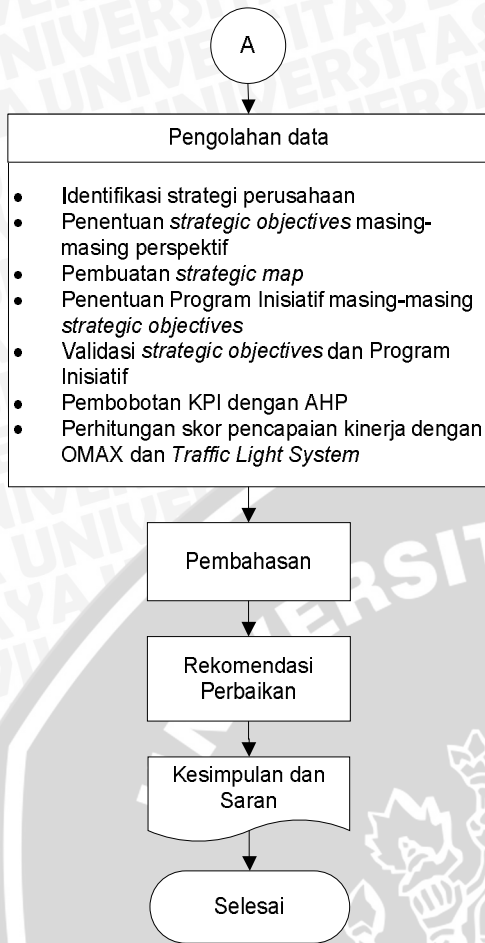 A
Pengolahan data
• Identifikasi strategi perusahaan
• Penentuan strategic objectives masing-
masing perspektif
• Pembuatan strategic map
• Penentuan Program Inisiatif masing-masing
strategic objectives
• Validasi strategic objectives dan Program
Inisiatif
• Pembobotan KPI dengan AHP
• Perhitungan skor pencapaian kinerja dengan
OMAX dan Traffic Light System
Pembahasan
Rekomendasi
Perbaikan
Kesimpulan dan
Saran
Selesai